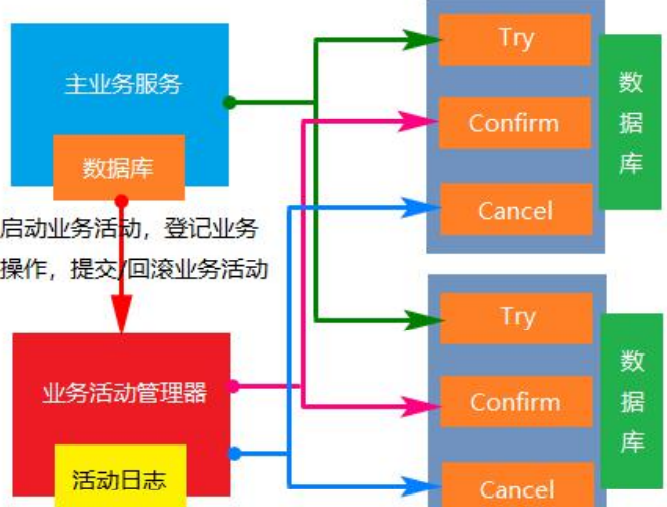 主业务服务
数据库
启动业务活动，登记业务
操作，提交/回滚业务活动
业务活动管理器
活动日志
Try
Confirm
Cancel
数
据
库
Try
Confirm
Cancel
数
据
库